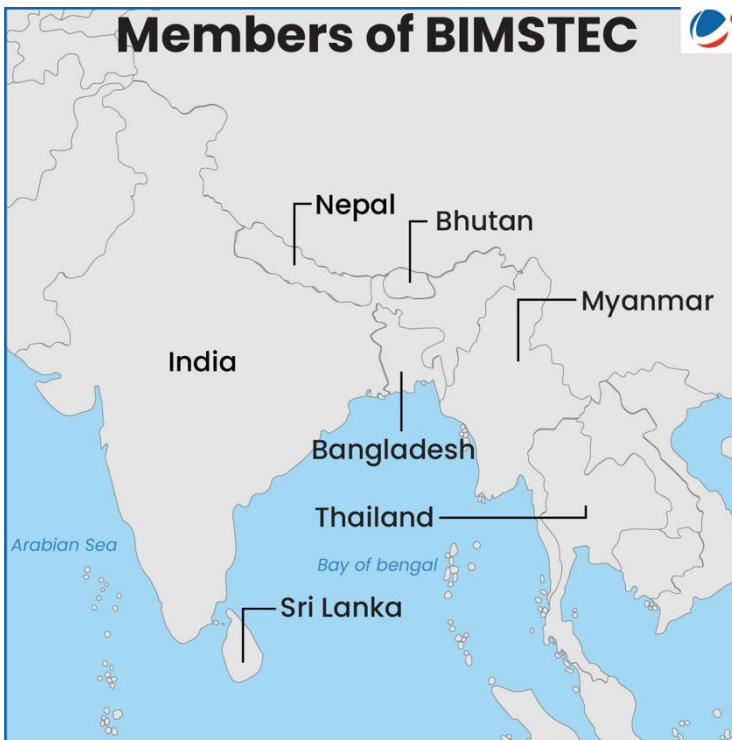 Members of BIMSTEC
Nepal
Bhutan
Myanmar
India
Bangladesh
Thailand
Arabian Sea
Bay of bengal
Sri Lanka